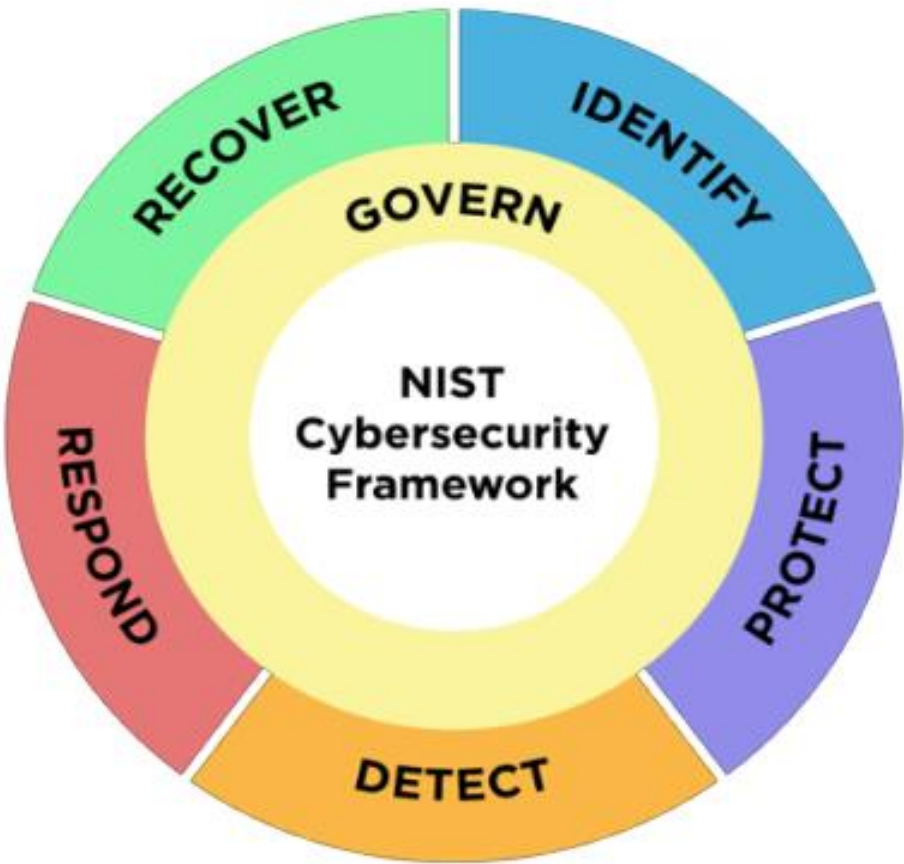 RECOVER
IDENTIFY
GOVERN
NIST
Cybersecurity
Framework
RESPOND
PROTECT
DETECT